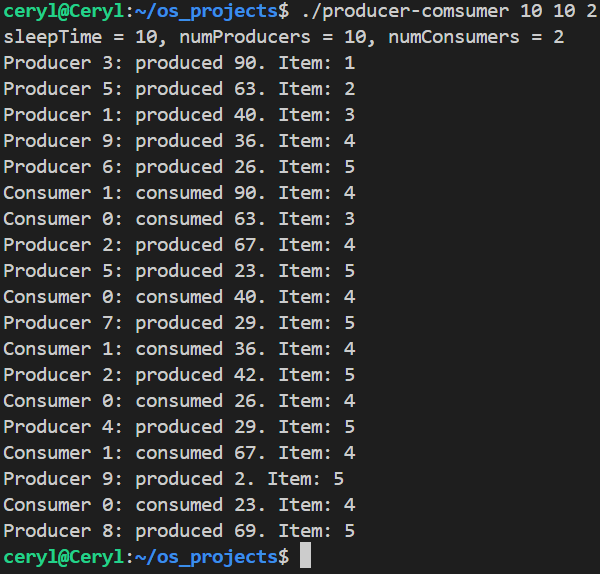 ceryl@Ceryl:~/os_projects$ ./producer-comsumer 10 10 2
sleepTime = 10, numProducers = 10, numConsumers = 2
Producer 3: produced 90. Item: 1
Producer 5: produced 63. Item: 2
Producer 1: produced 40. Item: 3
Producer 9: produced 36. Item: 4
Producer 6: produced 26. Item: 5
Consumer 1: consumed 90. Item: 4
Consumer 0: consumed 63. Item: 3
Producer 2: produced 67. Item: 4
Producer 5: produced 23. Item: 5
Consumer 0: consumed 40. Item: 4
Producer 7: produced 29. Item: 5
Consumer 1: consumed 36. Item: 4
Producer 2: produced 42. Item: 5
Consumer 0: consumed 26. Item: 4
Producer 4: produced 29. Item: 5
Consumer 1: consumed 67. Item: 4
Producer 9: produced 2. Item: 5
Consumer 0: consumed 23. Item: 4
Producer 8: produced 69. Item: 5
ceryl@Ceryl:~/os_projects$